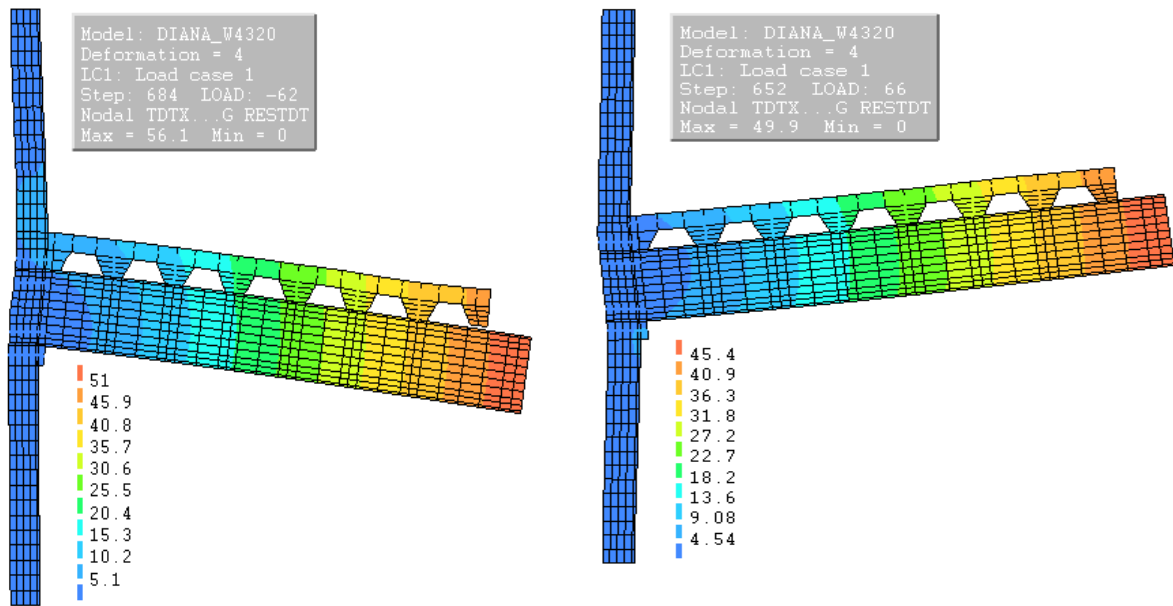 Model: DIANA_W4320
Deformation = 4
LC1: Load case 1
Step: 684 LOAD: -62
Nodal TDTX...G RESTDT
Max = 56.1 Min = 0
51
45.9
40.8
35.7
30.6
25.5
20.4
15.3
10.2
5.1
Model: DIANA_W4320
Deformation = 4
LC1: Load case 1
Step: 652 LOAD: 66
Nodal TDTX...G RESTDT
Max = 49.9 Min = 0
45.4
40.9
36.3
31.8
27.2
22.7
18.2
13.6
9.08
4.54